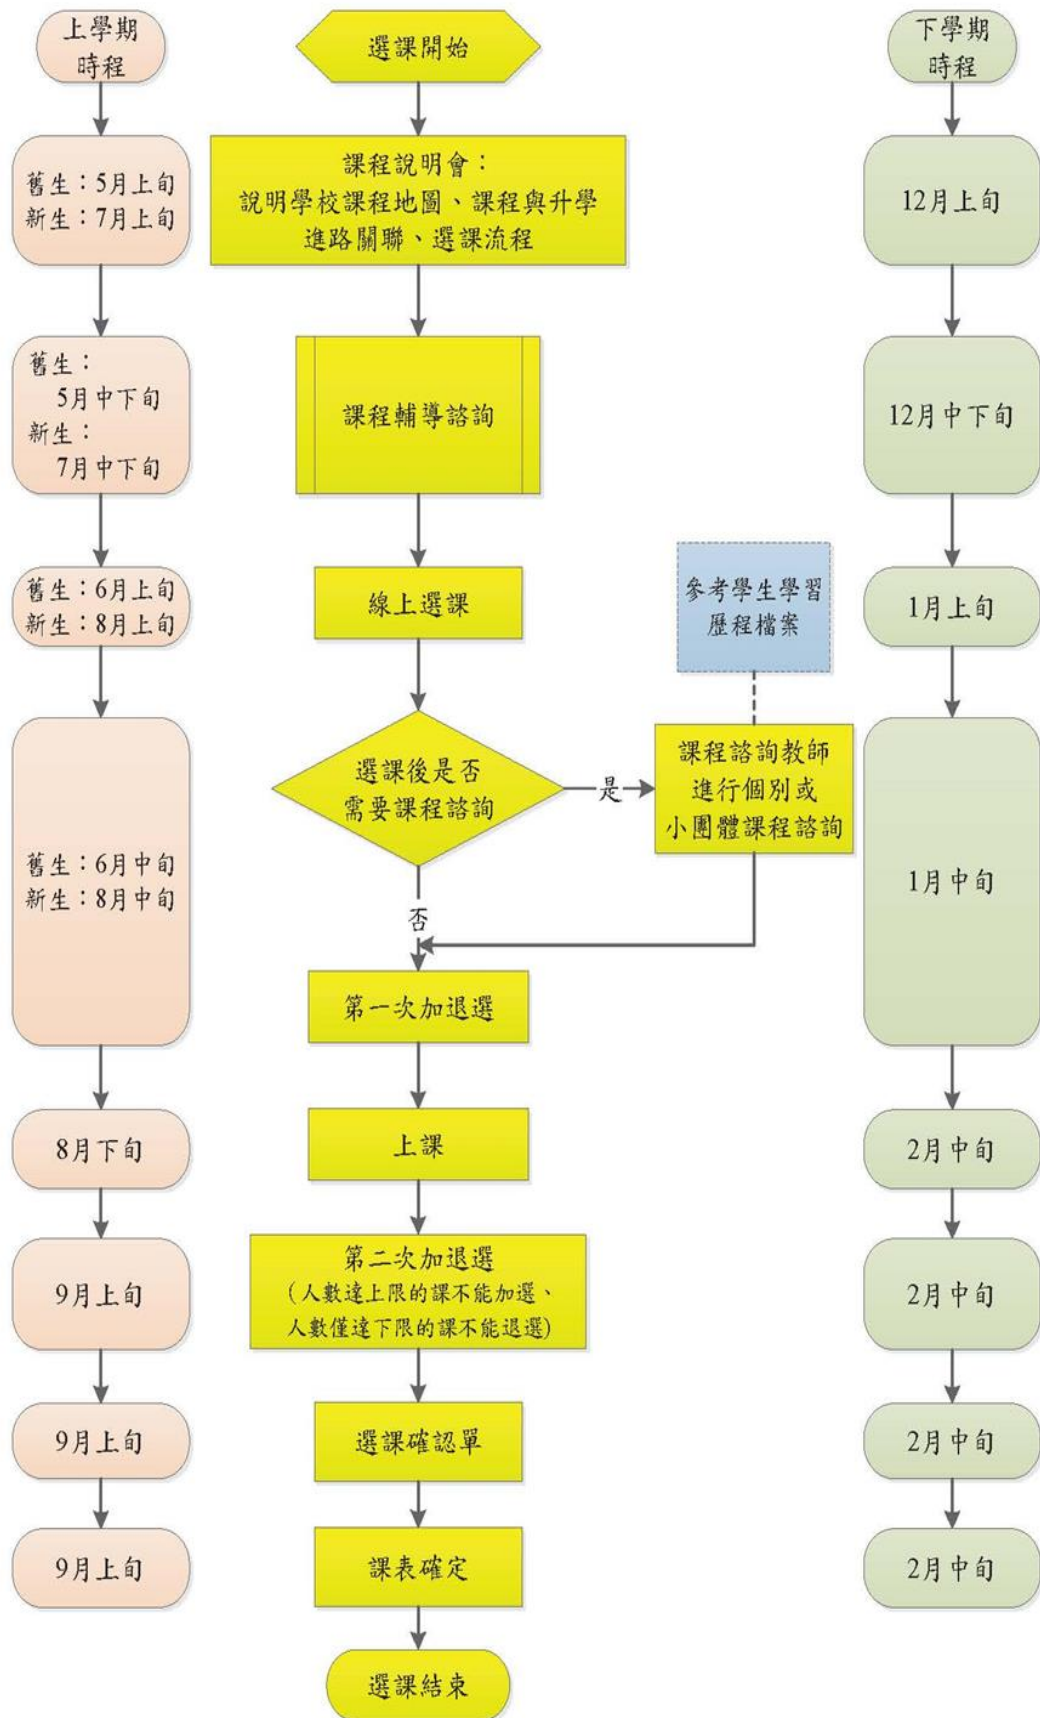 上學期
時程
舊生：5月上旬
新生：7月上旬
舊生：
5月中下旬
新生：
7月中下旬
舊生：6月上旬
新生：8月上旬
舊生：6月中旬
新生：8月中旬
8月下旬
9月上旬
9月上旬
9月上旬
選課開始
課程說明會：
說明學校課程地圖、課程與升學
進路關聯、選課流程
課程輔導諮詢
線上選課
選課後是否
需要課程諮詢
是
參考學生學習
歷程檔案
課程諮詢教師
進行個別或
小團體課程諮詢
否
第一次加退選
上課
第二次加退選
(人數達上限的課不能加選、
人數僅達下限的課不能退選)
選課確認單
課表確定
選課結束
下學期
時程
12月上旬
12月中下旬
1月上旬
1月中旬
2月中旬
2月中旬
2月中旬
2月中旬